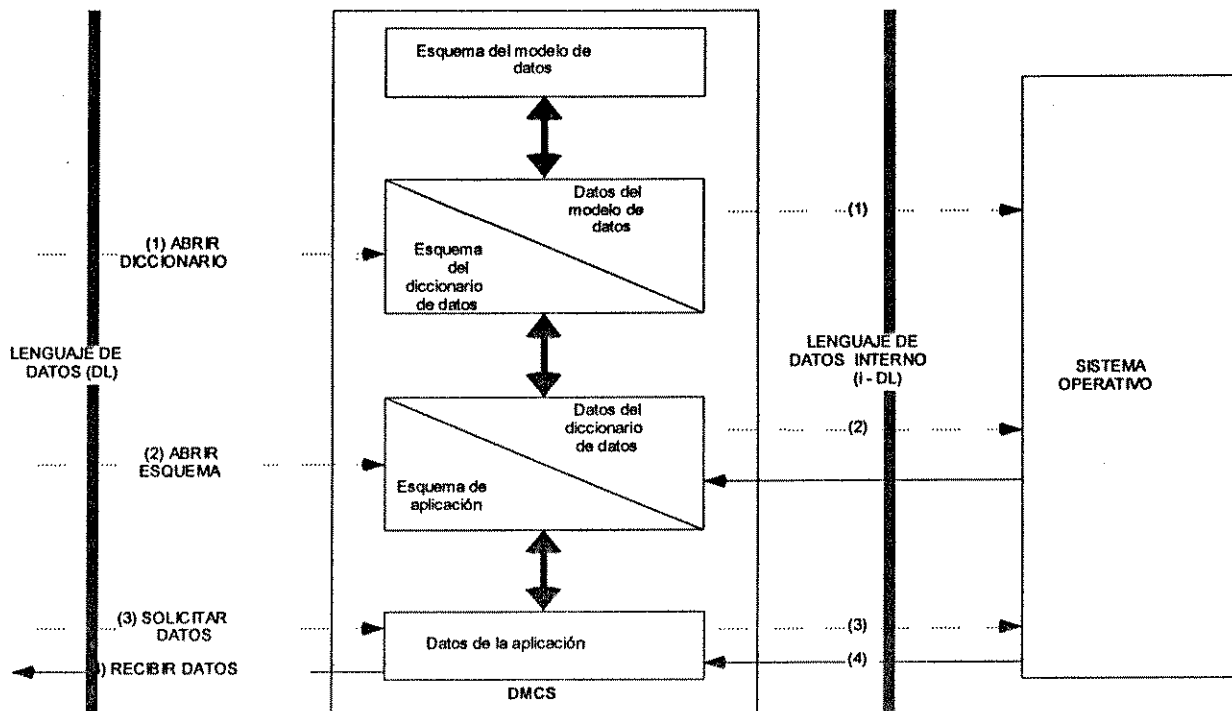 Esquema del modelo de
datos
Datos del
modelo de
datos
(1)
(1) ABRIR
DICCIONARIO
Esquema
del
diccionario
de datos
LENGUAJE DE
DATOS (DL)
LENGUAJE DE
DATOS INTERNO
(i - DL)
SISTEMA
OPERATIVO
Datos del
diccionario
de datos
(2)
(2) ABRIR
ESQUEMA
Esquema de
aplicación
(3) SOLICITAR
DATOS
Datos de la aplicación
(3)
(4)
) RECIBIR DATOS
DMCS